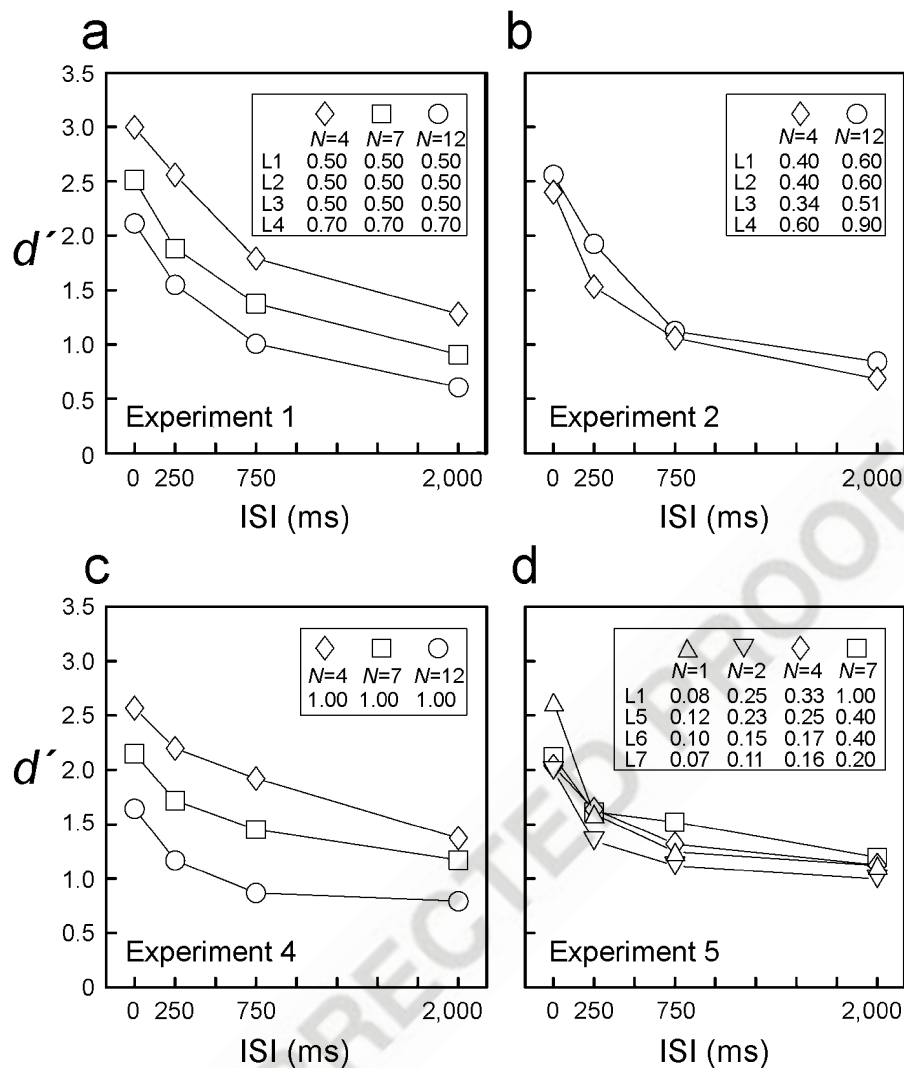 a
3.5
3.0
2.5
2.0
1.5
1.0
0.5
0
d´
N=4 N=7 N=12
L1 0.50 0.50 0.50
L2 0.50 0.50 0.50
L3 0.50 0.50 0.50
L4 0.70 0.70 0.70
Experiment 1
0 250 750 2,000
ISI (ms)
b
N=4 N=12
L1 0.40 0.60
L2 0.40 0.60
L3 0.34 0.51
L4 0.60 0.90
Experiment 2
0 250 750 2,000
ISI (ms)
c
3.5
3.0
2.5
2.0
1.5
1.0
0.5
0
d´
N=4 N=7 N=12
1.00 1.00 1.00
Experiment 4
0 250 750 2,000
ISI (ms)
d
N=1 N=2 N=4 N=7
L1 0.08 0.25 0.33 1.00
L5 0.12 0.23 0.25 0.40
L6 0.10 0.15 0.17 0.40
L7 0.07 0.11 0.16 0.20
Experiment 5
0 250 750 2,000
ISI (ms)
RECTED PROOF